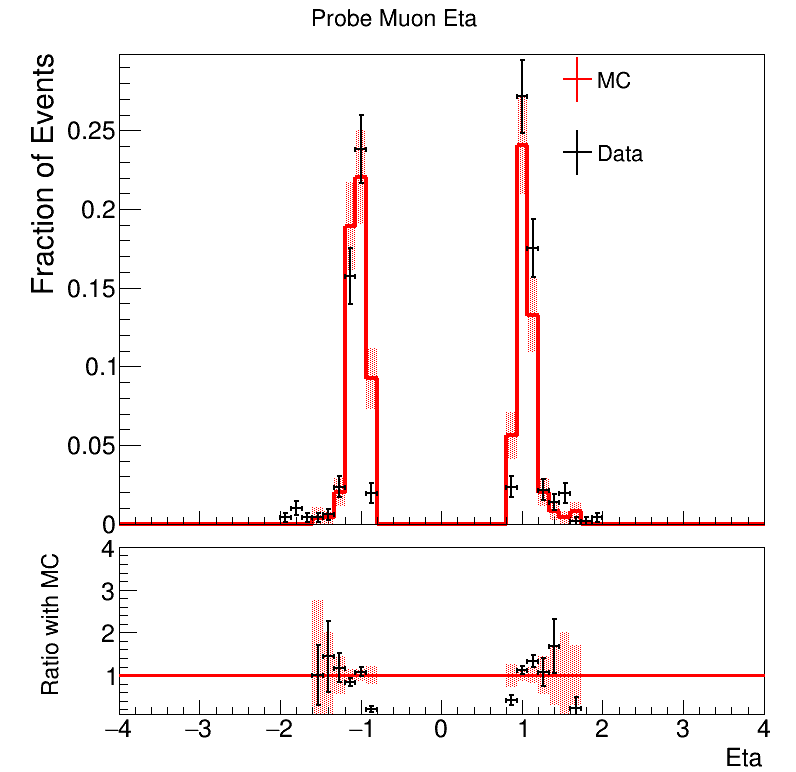 Probe Muon Eta
Fraction of Events
MC
Data
0.25
0.2
0.15
0.1
0.05
0
Ratio with MC
4
3
2
1
−4 −3 −2 −1 0 1 2 3 4
Eta